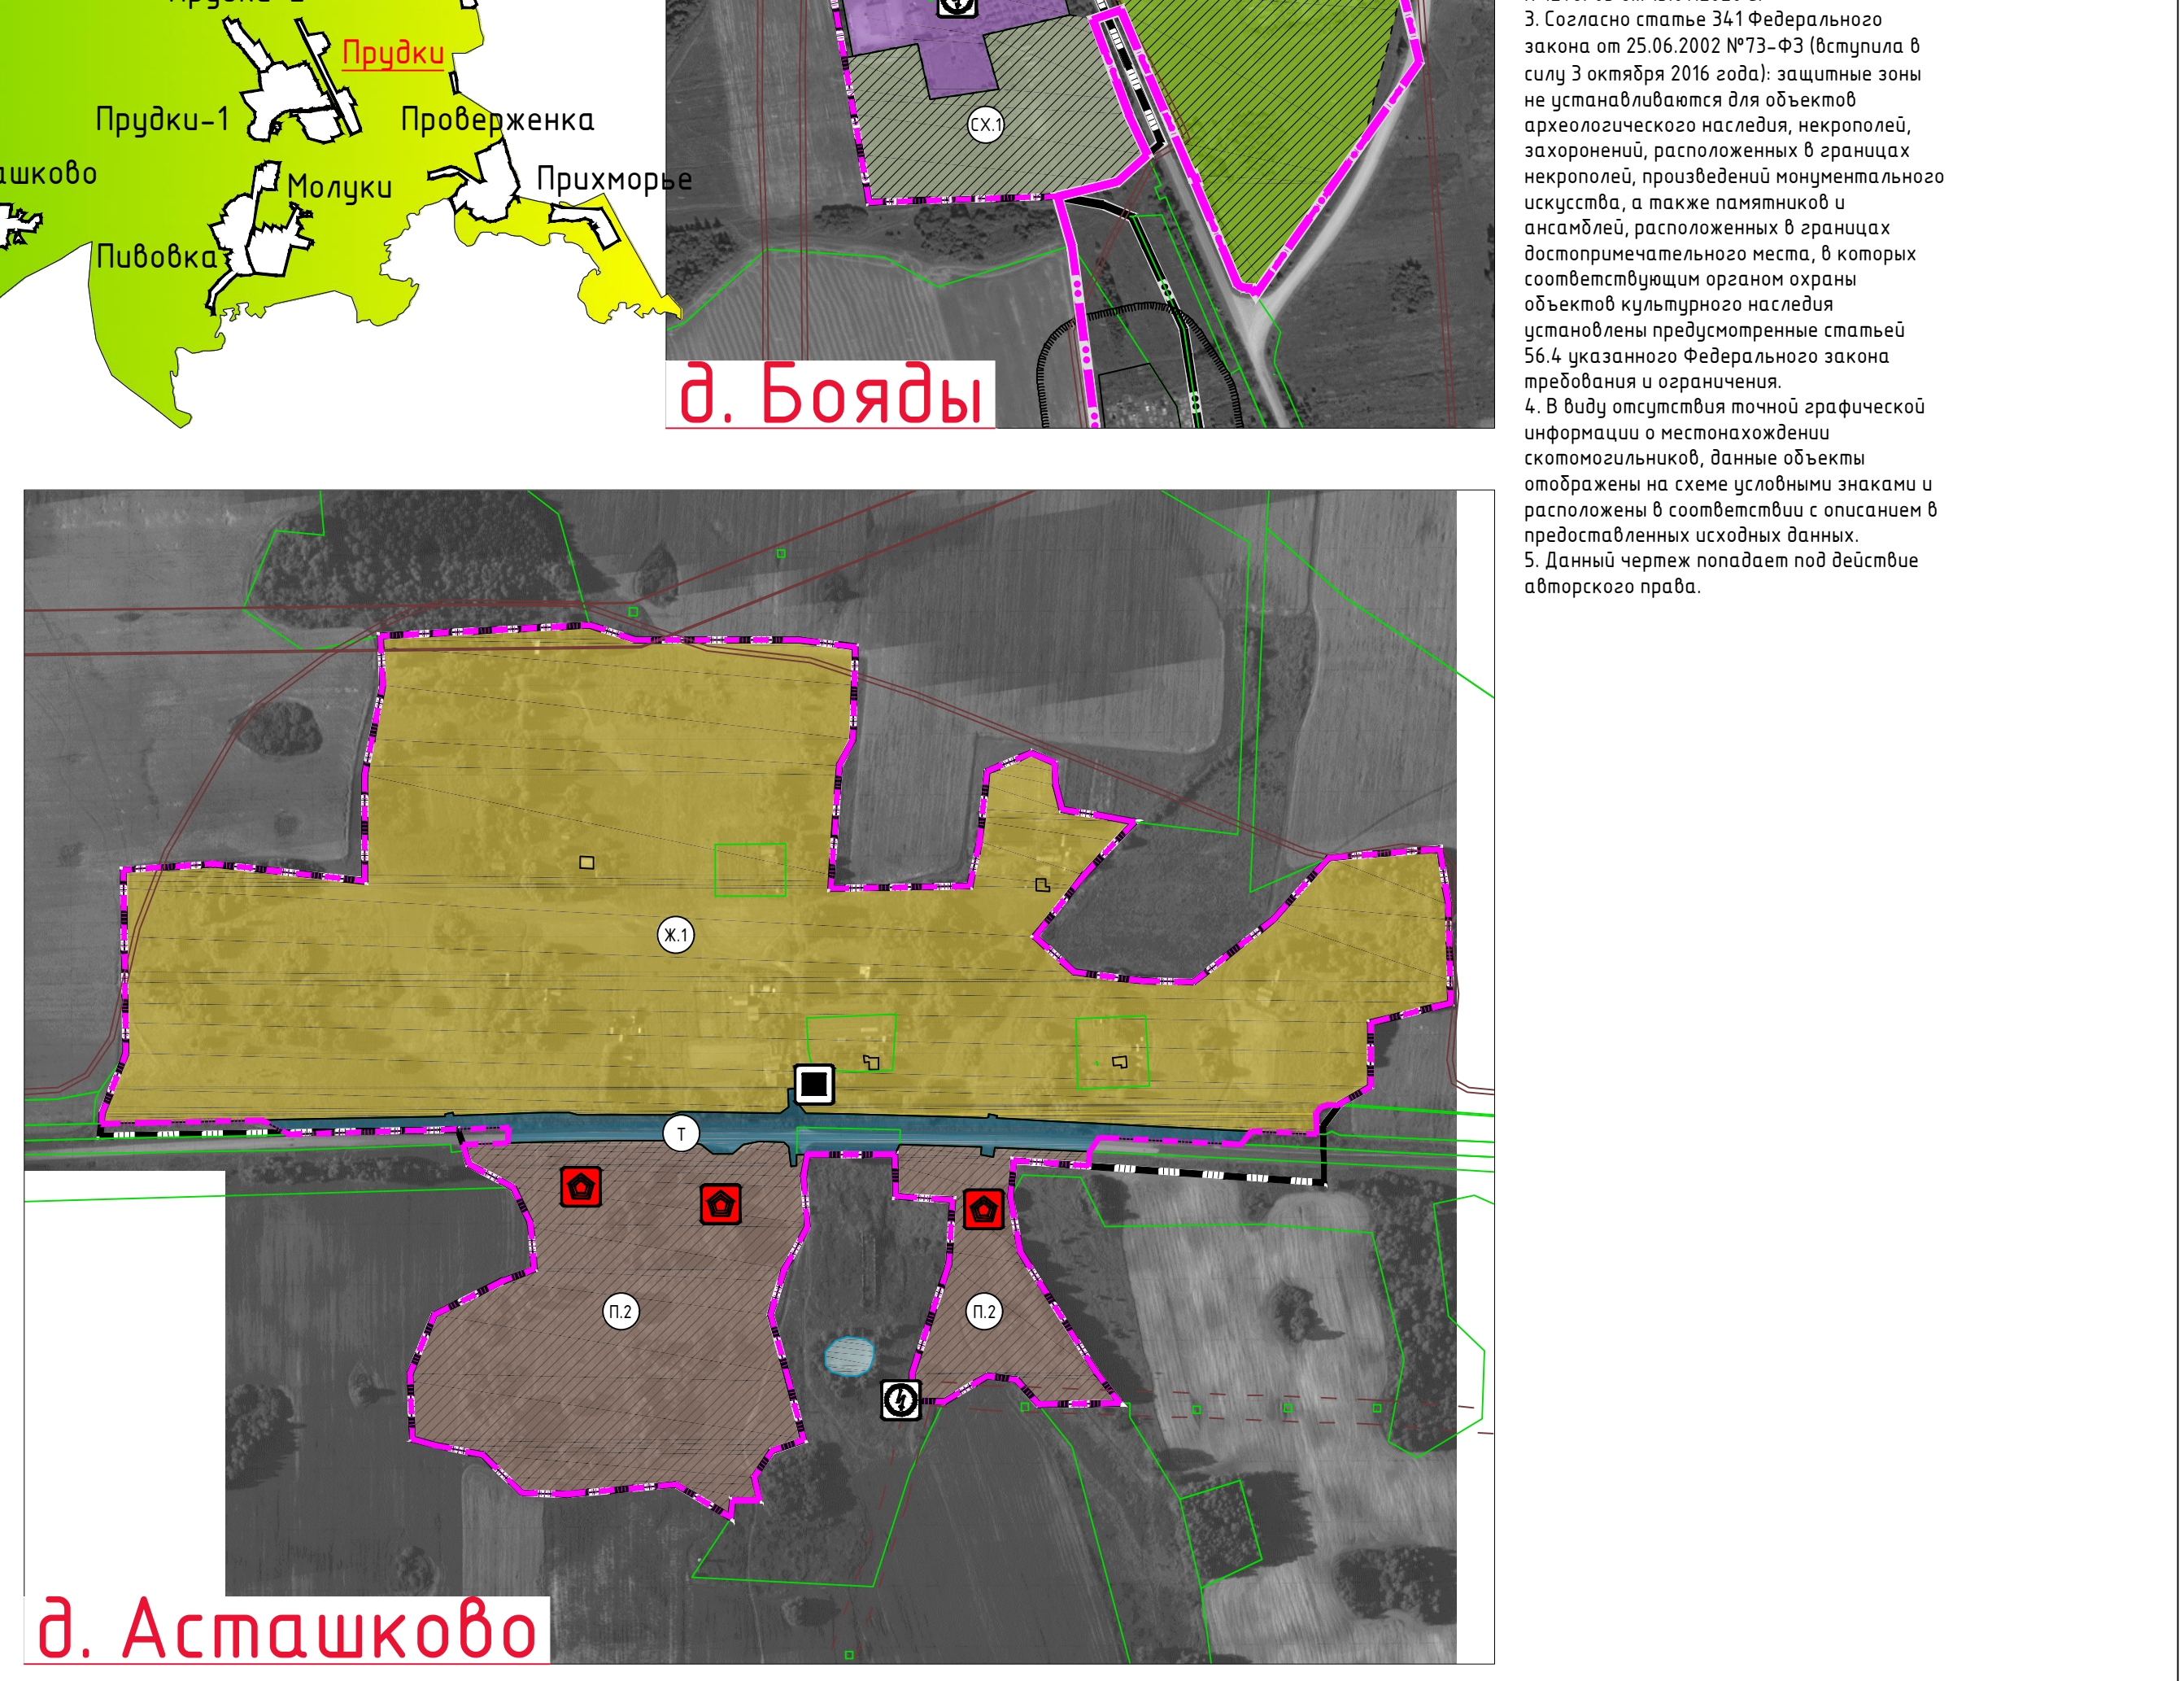 Прудки
Прудки-1
Проверженка
ашково
Молуки
Прихморье
Пивовка
СХ.1
д. Бояды
3. Согласно статье 341 Федерального
закона от 25.06.2002 №73-ФЗ (вступила в
силу 3 октября 2016 года): защитные зоны
не устанавливаются для объектов
археологического наследия, некрополей,
захоронений, расположенных в границах
некрополей, произведений монументального
искусства, а также памятников и
ансамблей, расположенных в границах
достопримечательного места, в которых
соответствующим органом охраны
объектов культурного наследия
установлены предусмотренные статьей
56.4 указанного Федерального закона
требования и ограничения.
4. В виду отсутствия точной графической
информации о местонахождении
скотомогильников, данные объекты
отображены на схеме условными знаками и
расположены в соответствии с описанием в
предоставленных исходных данных.
5. Данный чертеж попадает под действие
авторского права.
Ж.1
Т
П.2
П.2
д. Асташково